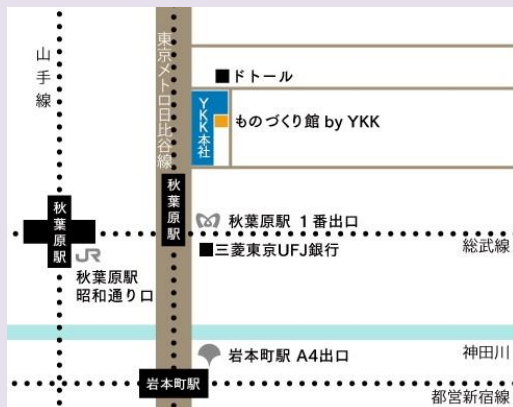 山手線
東京メトロ日比谷線
■ドトール
YKK本社
ものづくり館 by YKK
秋葉原駅
秋葉原駅
秋葉原駅 1番出口
■三菱東京UFJ銀行
総武線
JR
秋葉原駅
昭和通り口
神田川
岩本町駅 A4出口
岩本町駅
都営新宿線